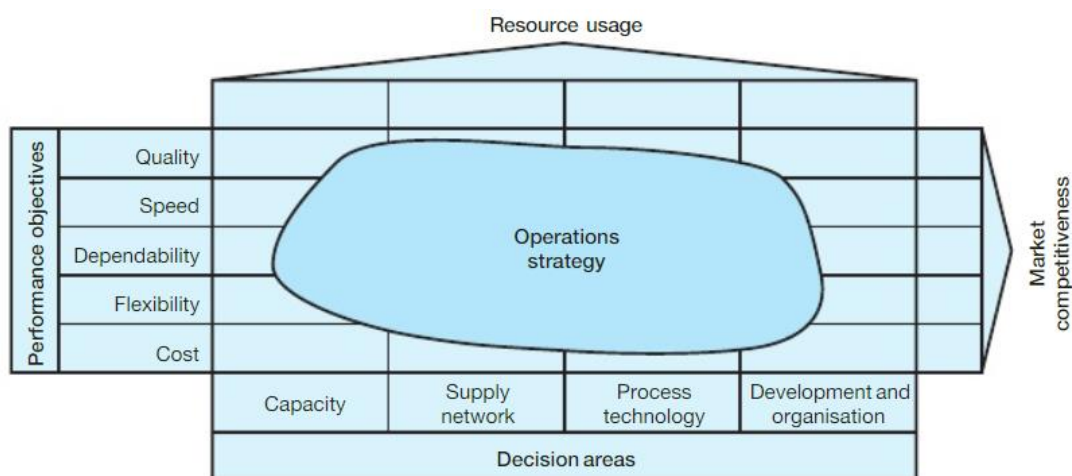 Resource usage
Performance objectives
Quality
Speed
Dependability
Flexibility
Cost
Operations
strategy
Market
competitiveness
Capacity
Supply
network
Process
technology
Development and
organisation
Decision areas